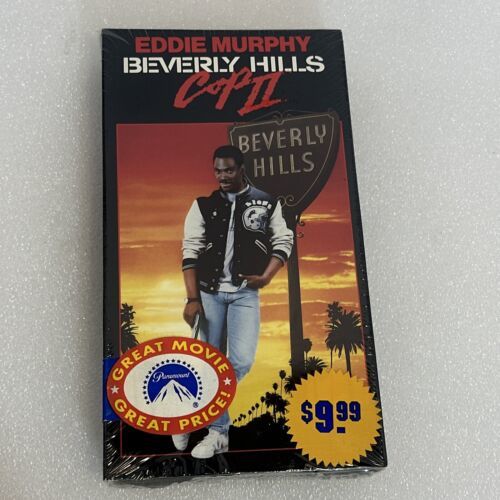 EDDIE MURPHY
BEVERLY HILLS
Cop II
BEVERLY
HILLS
GREAT MOVIE
Paramount
GREAT PRICE!
$9.99